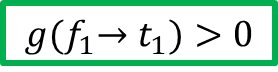 g(f₁→ t₁) > 0